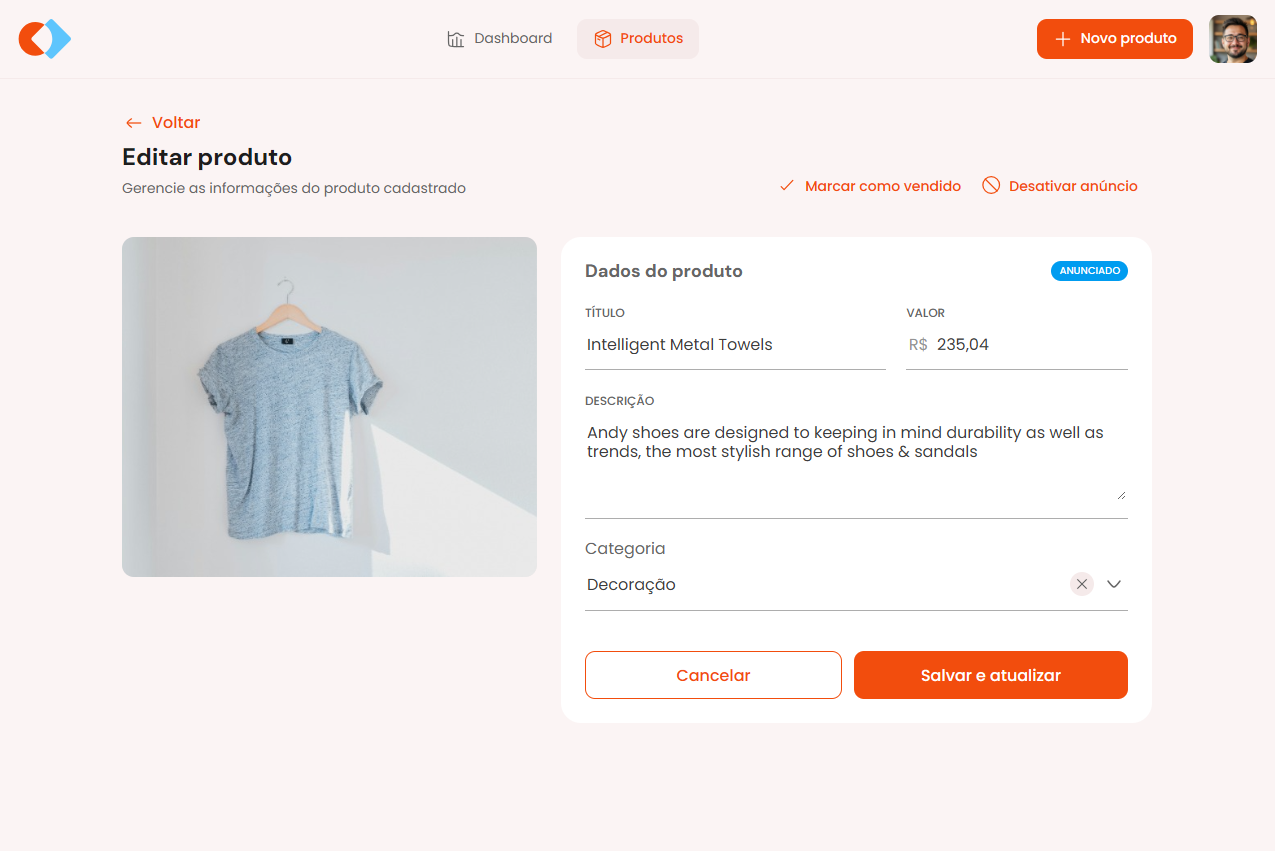 Dashboard
Produtos
Novo produto
Voltar
Editar produto
Gerencie as informações do produto cadastrado
Marcar como vendido
Desativar anúncio
Dados do produto
ANUNCIADO
TÍTULO
VALOR
Intelligent Metal Towels
R$ 235,04
DESCRIÇÃO
Andy shoes are designed to keeping in mind durability as well as
trends, the most stylish range of shoes & sandals
Categoria
Decoração
Cancelar
Salvar e atualizar